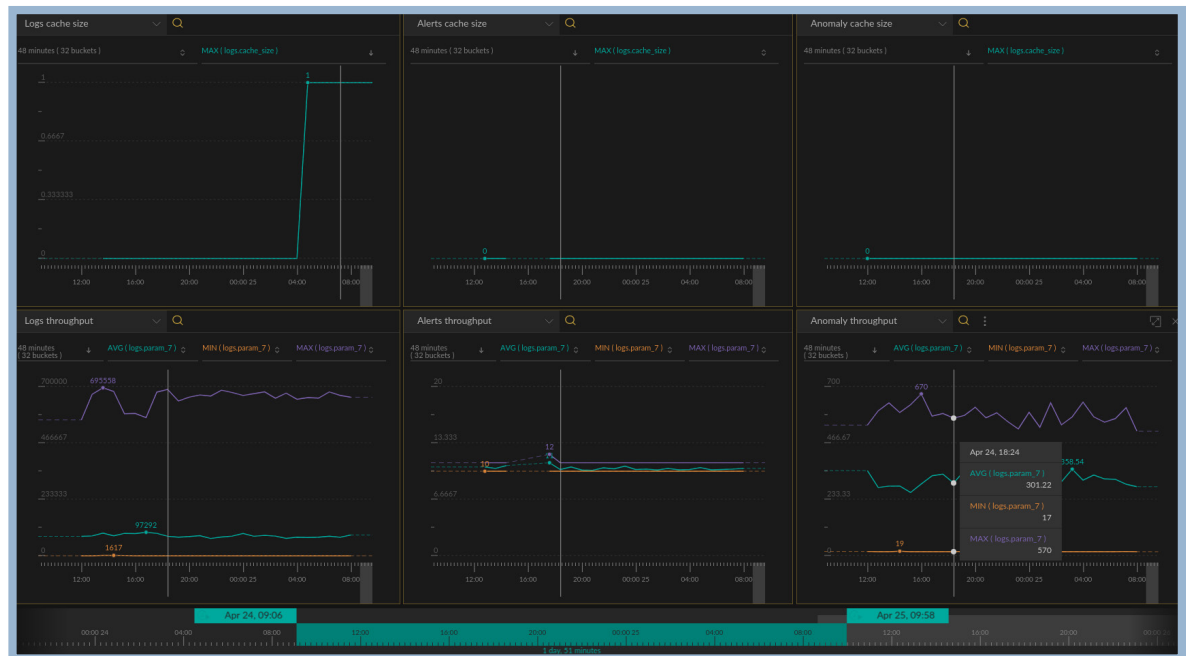 Logs cache size
48 minutes ( 32 buckets )
MAX ( logs.cache_size )
1
1
0.6667
0.333333
0
12:00 16:00 20:00 00:00 25 04:00 08:00
Alerts cache size
48 minutes ( 32 buckets )
MAX ( logs.cache_size )
0
12:00 16:00 20:00 00:00 25 04:00 08:00
Anomaly cache size
48 minutes ( 32 buckets )
MAX ( logs.cache_size )
0
12:00 16:00 20:00 00:00 25 04:00 08:00
Logs throughput
48 minutes
( 32 buckets )
AVG ( logs.param_7 )
MIN ( logs.param_7 )
MAX ( logs.param_7 )
700000
695558
466667
233333
97292
1617
0
12:00 16:00 20:00 00:00 25 04:00 08:00
Alerts throughput
48 minutes
( 32 buckets )
AVG ( logs.param_7 )
MIN ( logs.param_7 )
MAX ( logs.param_7 )
20
13.333
12
10
6.6667
0
12:00 16:00 20:00 00:00 25 04:00 08:00
Anomaly throughput
48 minutes
( 32 buckets )
AVG ( logs.param_7 )
MIN ( logs.param_7 )
MAX ( logs.param_7 )
700
670
466.67
358.54
233.33
19
0
Apr 24, 18:24
AVG ( logs.param_7 )
301.22
MIN ( logs.param_7 )
17
MAX ( logs.param_7 )
570
12:00 16:00 20:00 00:00 25 04:00 08:00
Apr 24, 09:06
Apr 25, 09:58
00:00 24 04:00 08:00 12:00 16:00 20:00 00:00 25 04:00 08:00 12:00 16:00 20:00
1 day, 51 minutes